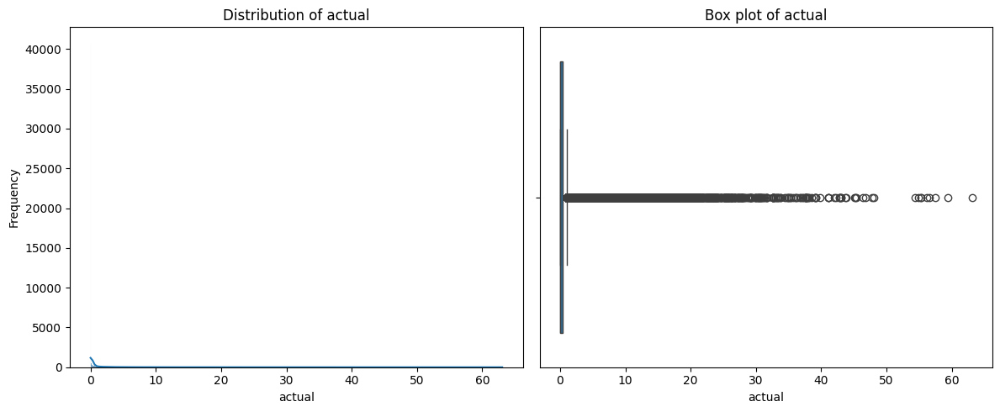 Distribution of actual
40000
35000
30000
25000
20000
15000
10000
5000
0
Frequency
0 10 20 30 40 50 60
actual
Box plot of actual
0 10 20 30 40 50 60
actual